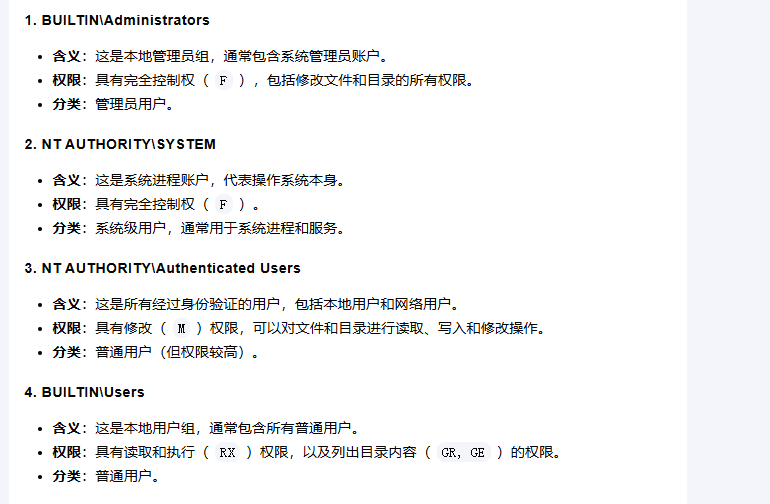 1. BUILTIN\Administrators
• 含义：这是本地管理员组，通常包含系统管理员账户。
• 权限：具有完全控制权（ F ），包括修改文件和目录的所有权限。
• 分类：管理员用户。
2. NT AUTHORITY\SYSTEM
• 含义：这是系统进程账户，代表操作系统本身。
• 权限：具有完全控制权（ F ）。
• 分类：系统级用户，通常用于系统进程和服务。
3. NT AUTHORITY\Authenticated Users
• 含义：这是所有经过身份验证的用户，包括本地用户和网络用户。
• 权限：具有修改（ M ）权限，可以对文件和目录进行读取、写入和修改操作。
• 分类：普通用户（但权限较高）。
4. BUILTIN\Users
• 含义：这是本地用户组，通常包含所有普通用户。
• 权限：具有读取和执行（ RX ）权限，以及列出目录内容（ GR, GE ）的权限。
• 分类：普通用户。